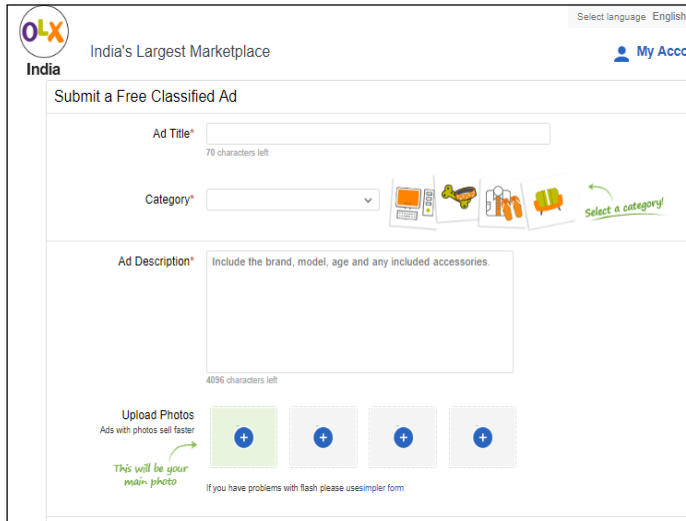 Select language English
OLX
India
India's Largest Marketplace
My Acco
Submit a Free Classified Ad
Ad Title*
70 characters left
Category*
Select a category!
Ad Description*
Include the brand, model, age and any included accessories.
4096 characters left
Upload Photos
Ads with photos sell faster
This will be your
main photo
If you have problems with flash please usesimpler form